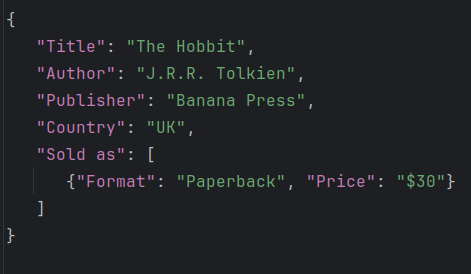 {
"Title": "The Hobbit",
"Author": "J.R.R. Tolkien",
"Publisher": "Banana Press",
"Country": "UK",
"Sold as": [
{"Format": "Paperback", "Price": "$30"}
]
}